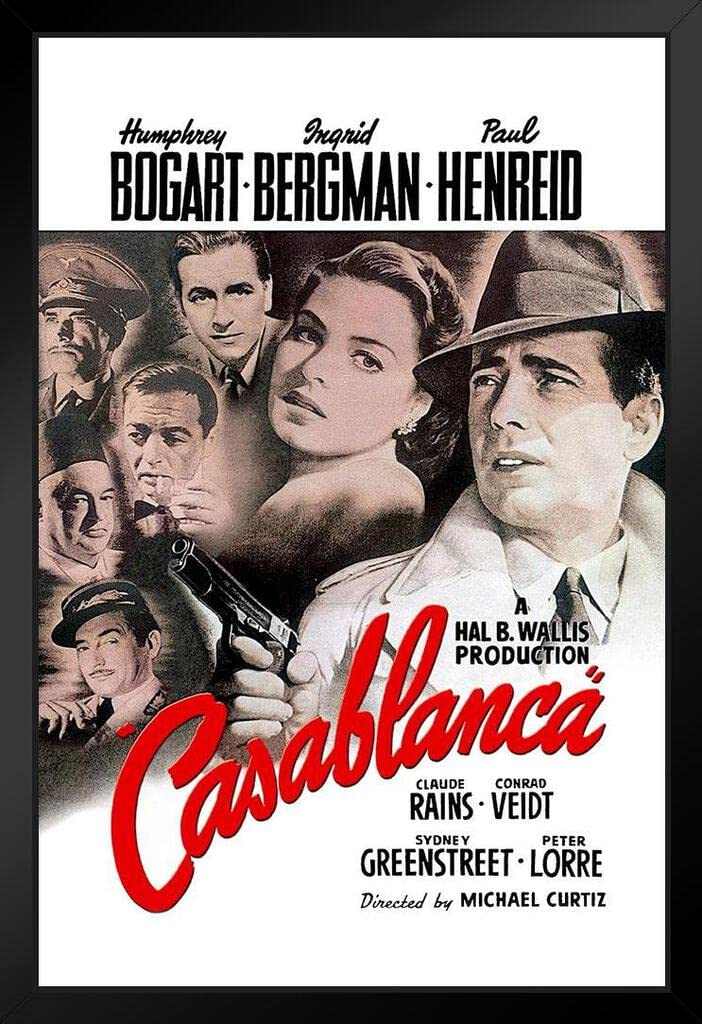 Humphrey Ingrid Paul
BOGART · BERGMAN · HENREID
A
HAL B. WALLIS
PRODUCTION
"Casablanca"
CLAUDE CONRAD
RAINS · VEIDT
SYDNEY PETER
GREENSTREET · LORRE
Directed by MICHAEL CURTIZ